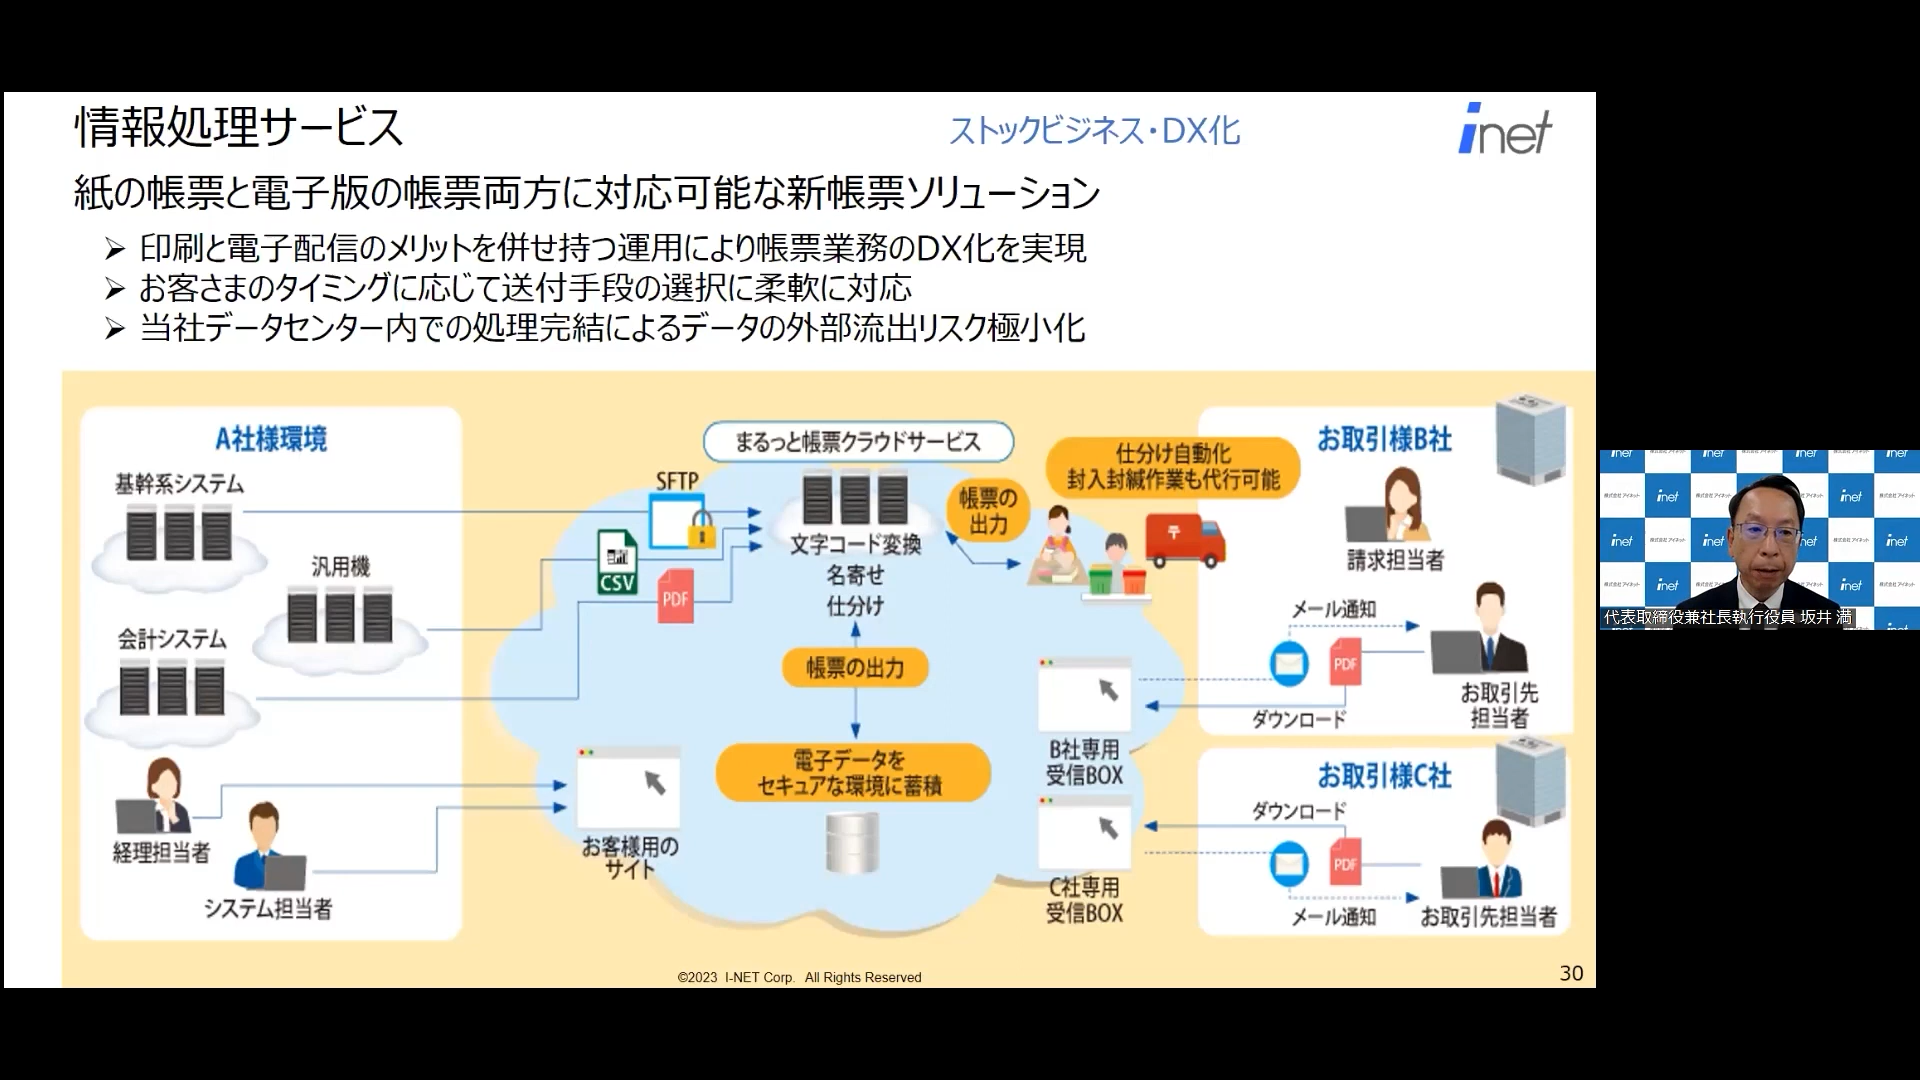 情報処理サービス
ストックビジネス・DX化
inet
紙の帳票と電子版の帳票両方に対応可能な新帳票ソリューション
➢ 印刷と電子配信のメリットを併せ持つ運用により帳票業務のDX化を実現
➢ お客さまのタイミングに応じて送付手段の選択に柔軟に対応
➢ 当社データセンター内での処理完結によるデータの外部流出リスク極小化
A社様環境
基幹系システム
汎用機
会計システム
経理担当者
システム担当者
SFTP
CSV
PDF
まるっと帳票クラウドサービス
文字コード変換
名寄せ
仕分け
帳票の
出力
仕分け自動化
封入封緘作業も代行可能
〒
帳票の出力
電子データを
セキュアな環境に蓄積
お客様用の
サイト
B社専用
受信BOX
C社専用
受信BOX
お取引様B社
請求担当者
メール通知
PDF
ダウンロード
お取引先
担当者
お取引様C社
ダウンロード
PDF
メール通知
お取引先担当者
©2023 I-NET Corp. All Rights Reserved
30
inet
株式会社アイネット
代表取締役兼社長執行役員 坂井 満